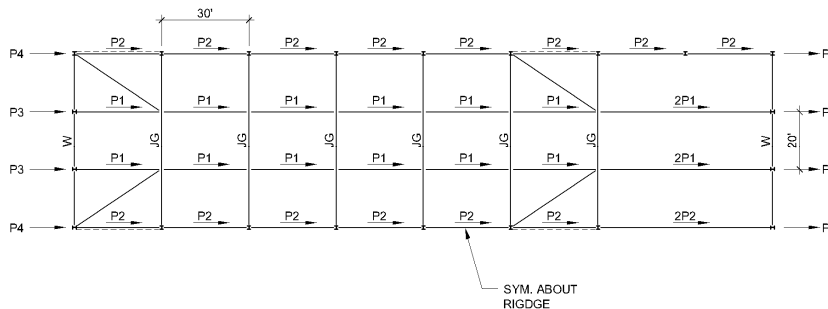 30'
P4 P2 P2 P2 P2 P2 P2 P2 P2 P
P3 P1 P1 P1 P1 P1 P1 2P1 P
W JG JG JG JG JG JG W 20'
P3 P1 P1 P1 P1 P1 P1 2P1 P
P4 P2 P2 P2 P2 P2 P2 2P2 P
SYM. ABOUT
RIGDGE